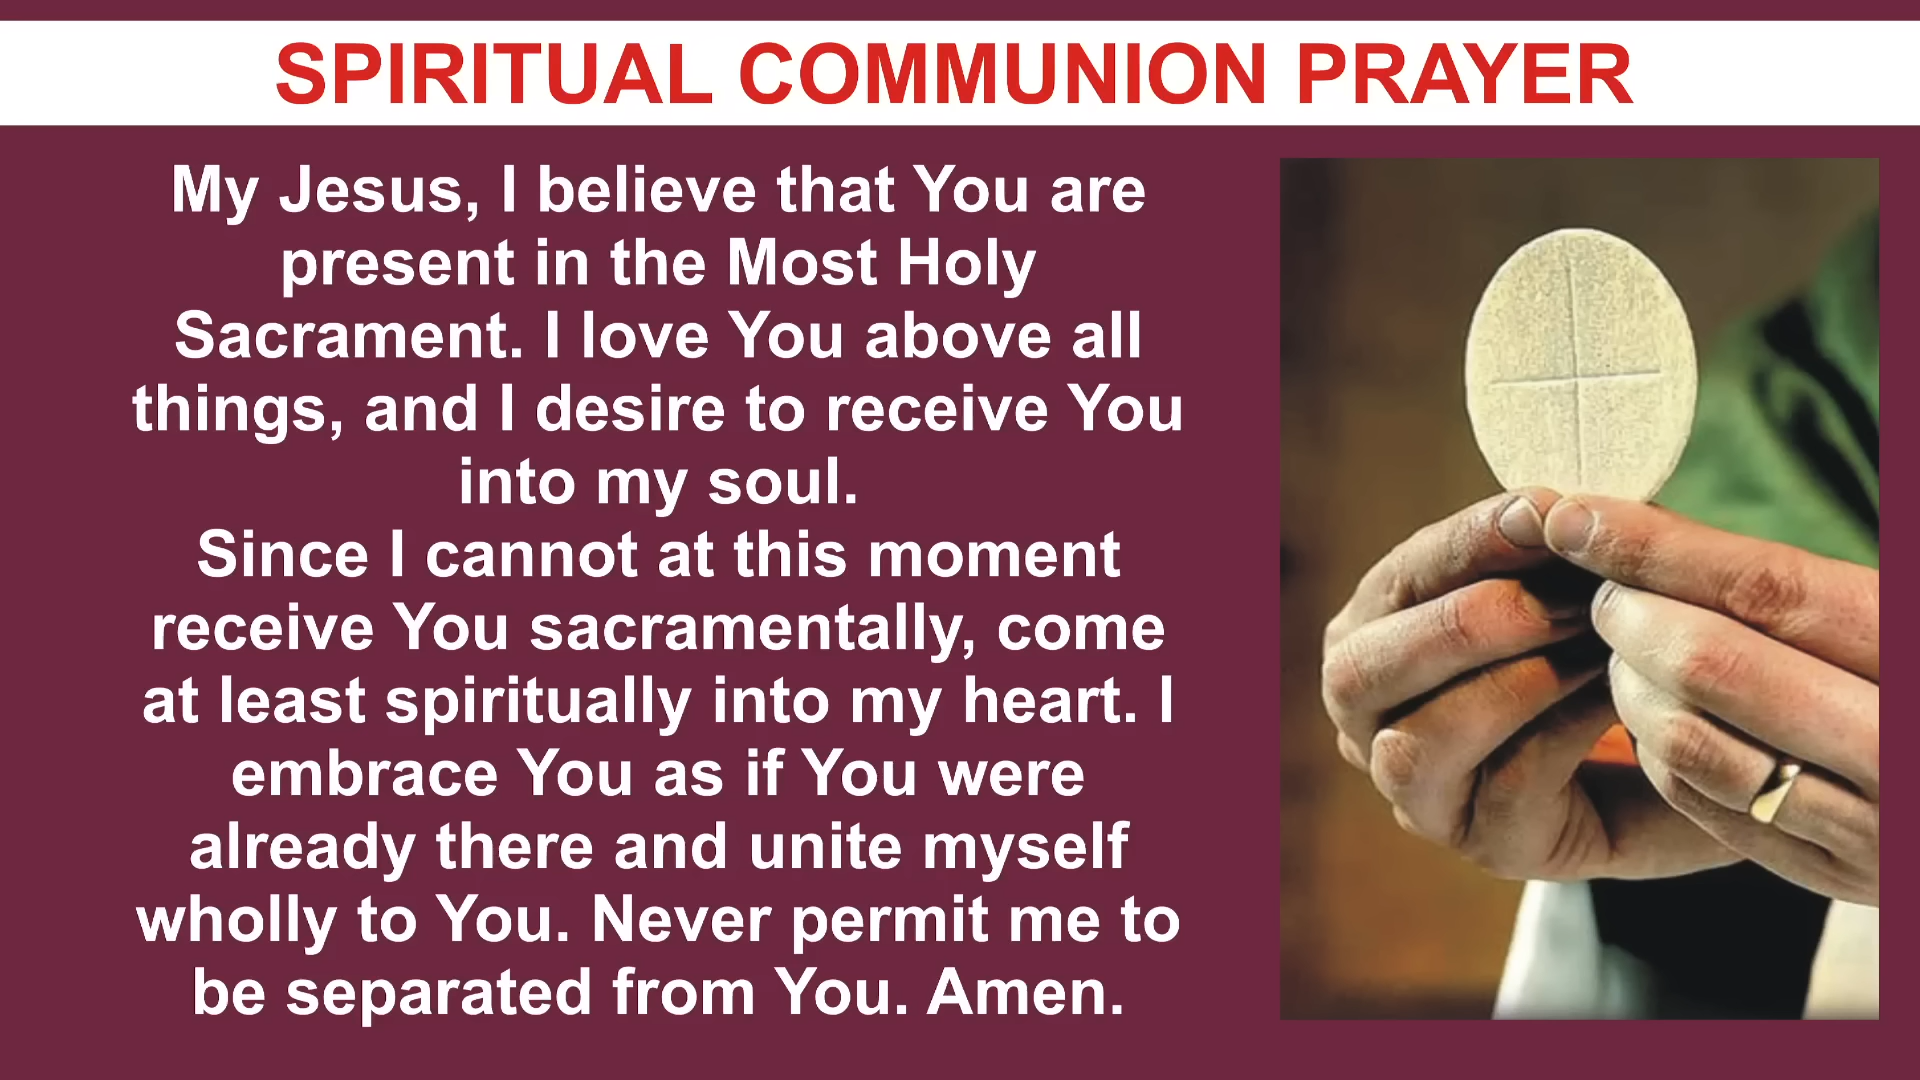 SPIRITUAL COMMUNION PRAYER
My Jesus, I believe that You are
present in the Most Holy
Sacrament. I love You above all
things, and I desire to receive You
into my soul.
Since I cannot at this moment
receive You sacramentally, come
at least spiritually into my heart. I
embrace You as if You were
already there and unite myself
wholly to You. Never permit me to
be separated from You. Amen.